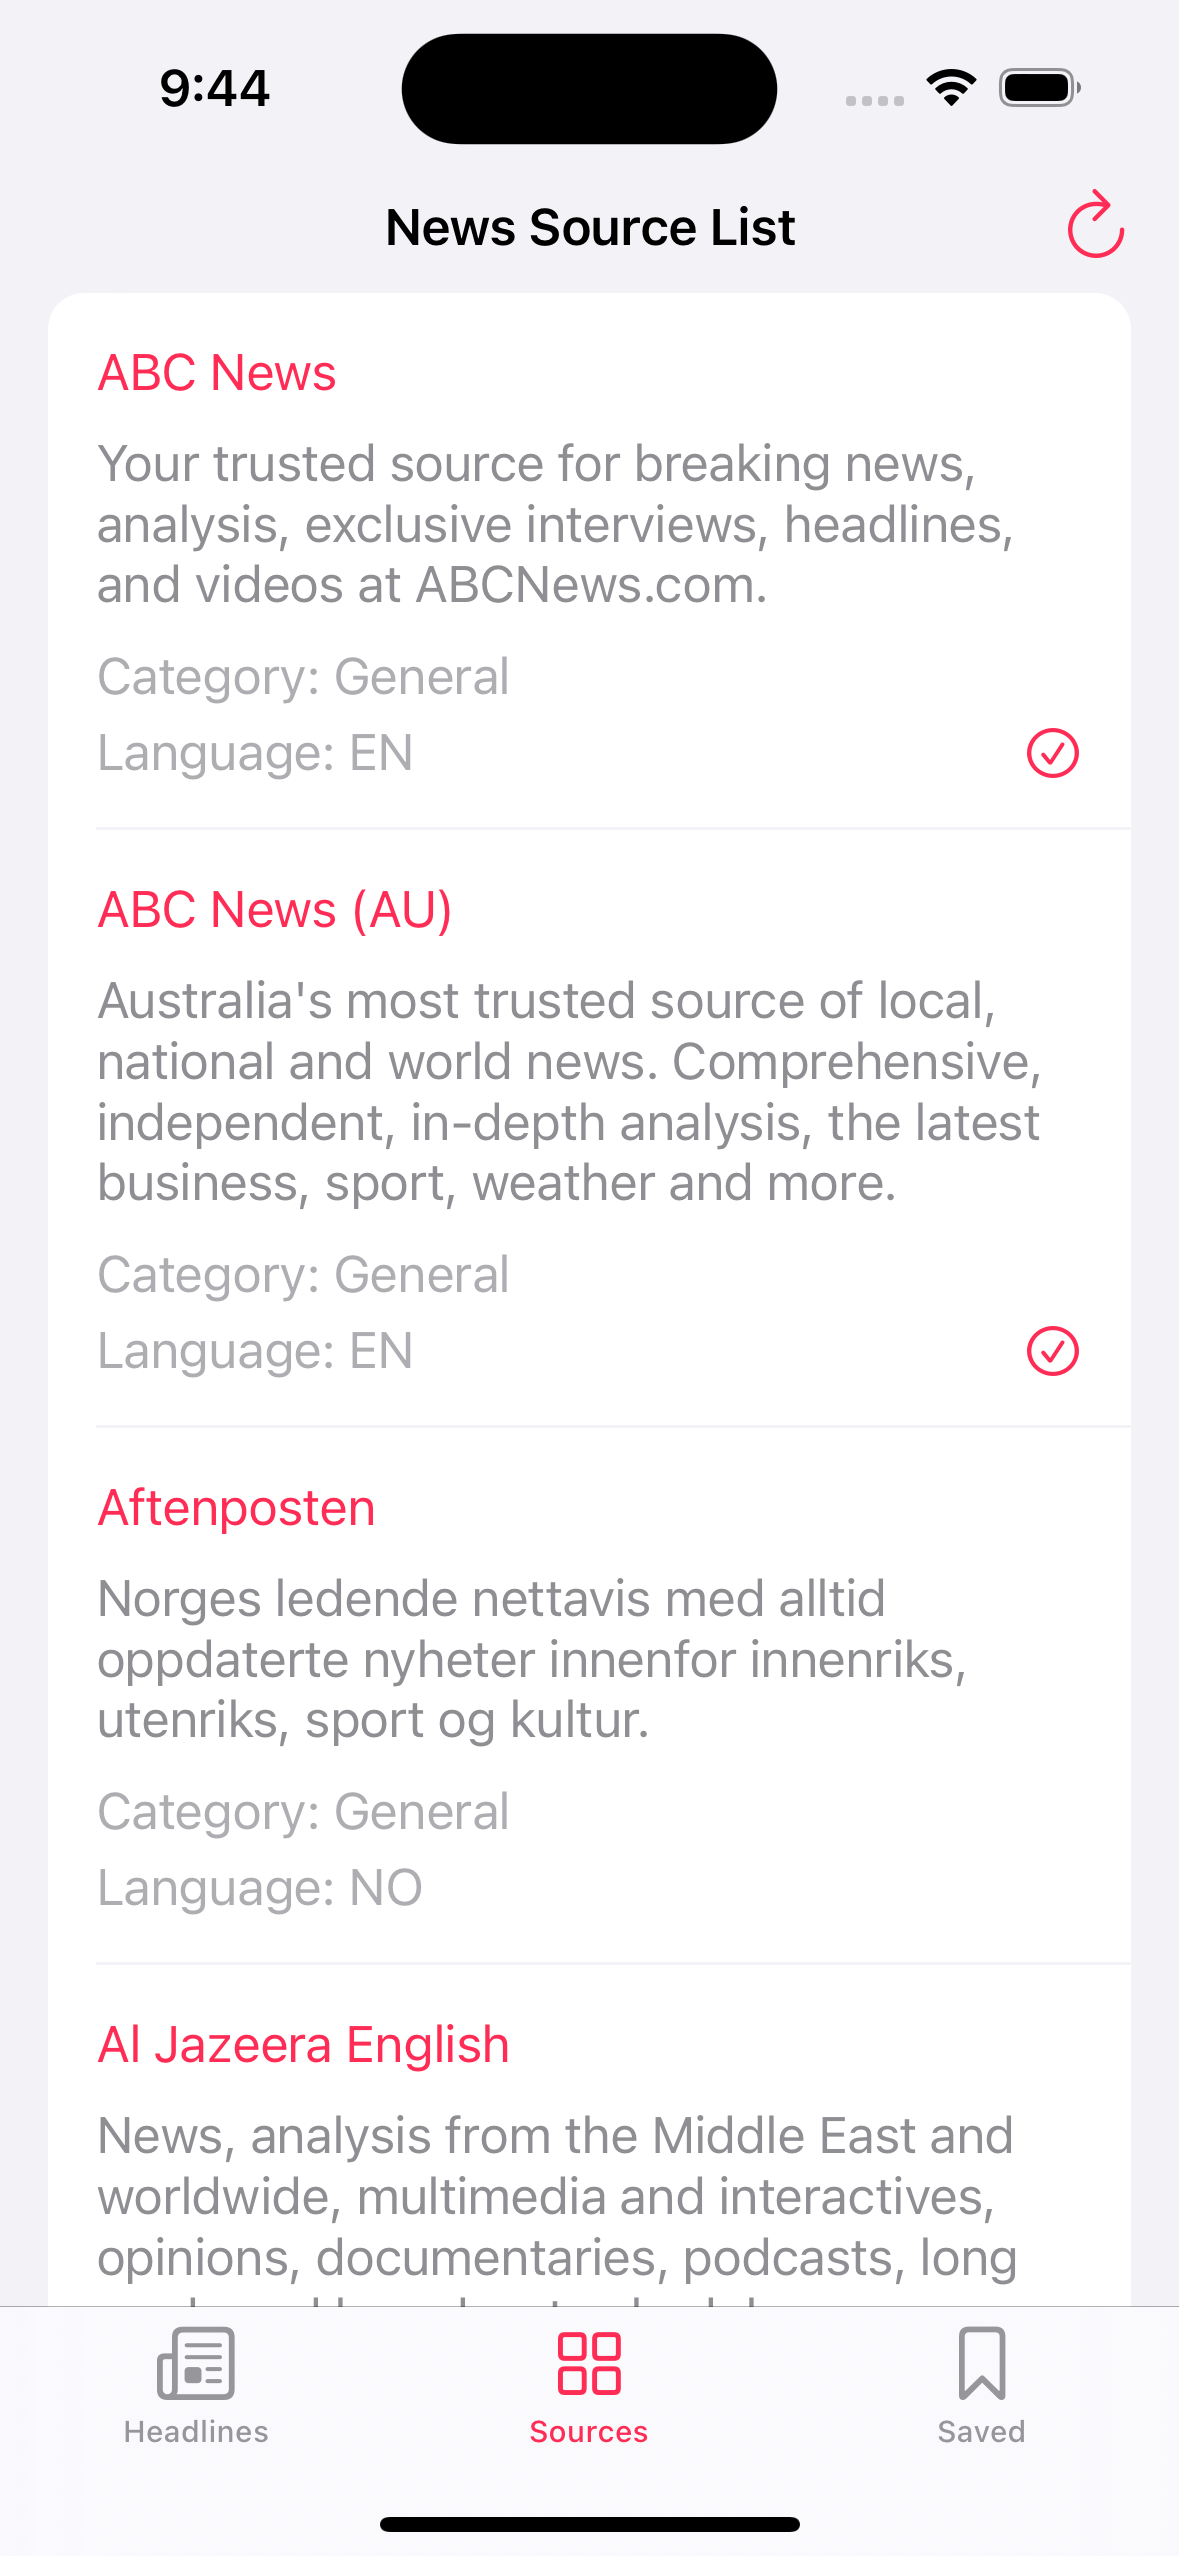 9:44
News Source List
ABC News
Your trusted source for breaking news,
analysis, exclusive interviews, headlines,
and videos at ABCNews.com.
Category: General
Language: EN
ABC News (AU)
Australia's most trusted source of local,
national and world news. Comprehensive,
independent, in-depth analysis, the latest
business, sport, weather and more.
Category: General
Language: EN
Aftenposten
Norges ledende nettavis med alltid
oppdaterte nyheter innenfor innenriks,
utenriks, sport og kultur.
Category: General
Language: NO
Al Jazeera English
News, analysis from the Middle East and
worldwide, multimedia and interactives,
opinions, documentaries, podcasts, long
Headlines
Sources
Saved